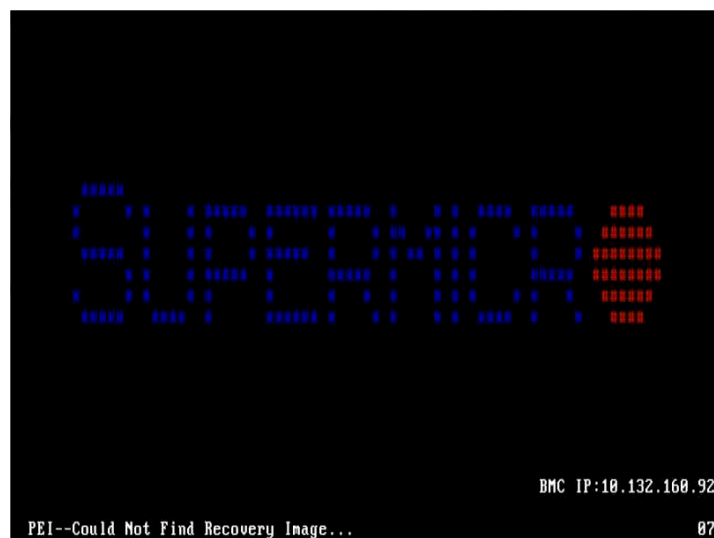 SUPERMICRO
BMC IP:10.132.160.92
PEI--Could Not Find Recovery Image...
07